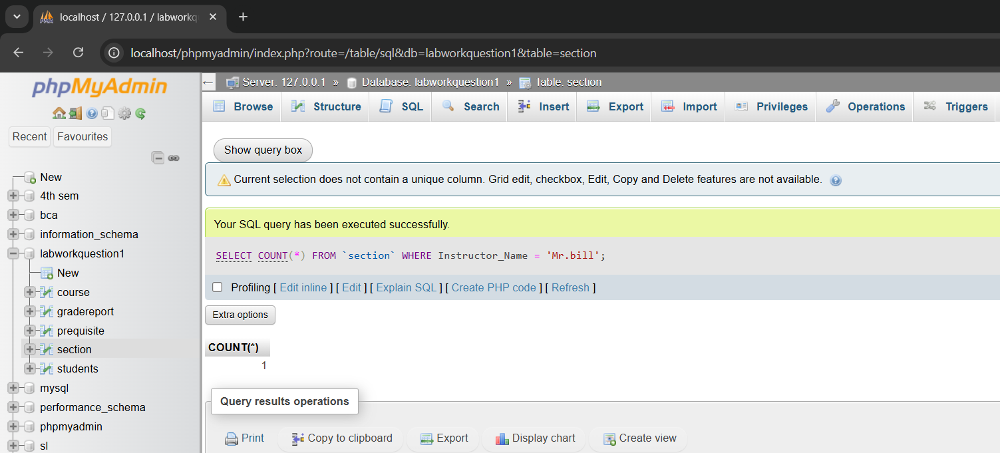 localhost / 127.0.0.1 / labworkq
localhost/phpmyadmin/index.php?route=/table/sql&db=labworkquestion1&table=section
phpMyAdmin
Recent Favourites
New
4th sem
bca
information_schema
labworkquestion1
New
course
gradereport
prequisite
section
students
mysql
performance_schema
phpmyadmin
sl
Server: 127.0.0.1 » Database: labworkquestion1 » Table: section
Browse Structure SQL Search Insert Export Import Privileges Operations Triggers
Show query box
Current selection does not contain a unique column. Grid edit, checkbox, Edit, Copy and Delete features are not available.
Your SQL query has been executed successfully.
SELECT COUNT(*) FROM `section` WHERE Instructor_Name = 'Mr.bill';
Profiling [ Edit inline ] [ Edit ] [ Explain SQL ] [ Create PHP code ] [ Refresh ]
Extra options
COUNT(*)
1
Query results operations
Print Copy to clipboard Export Display chart Create view